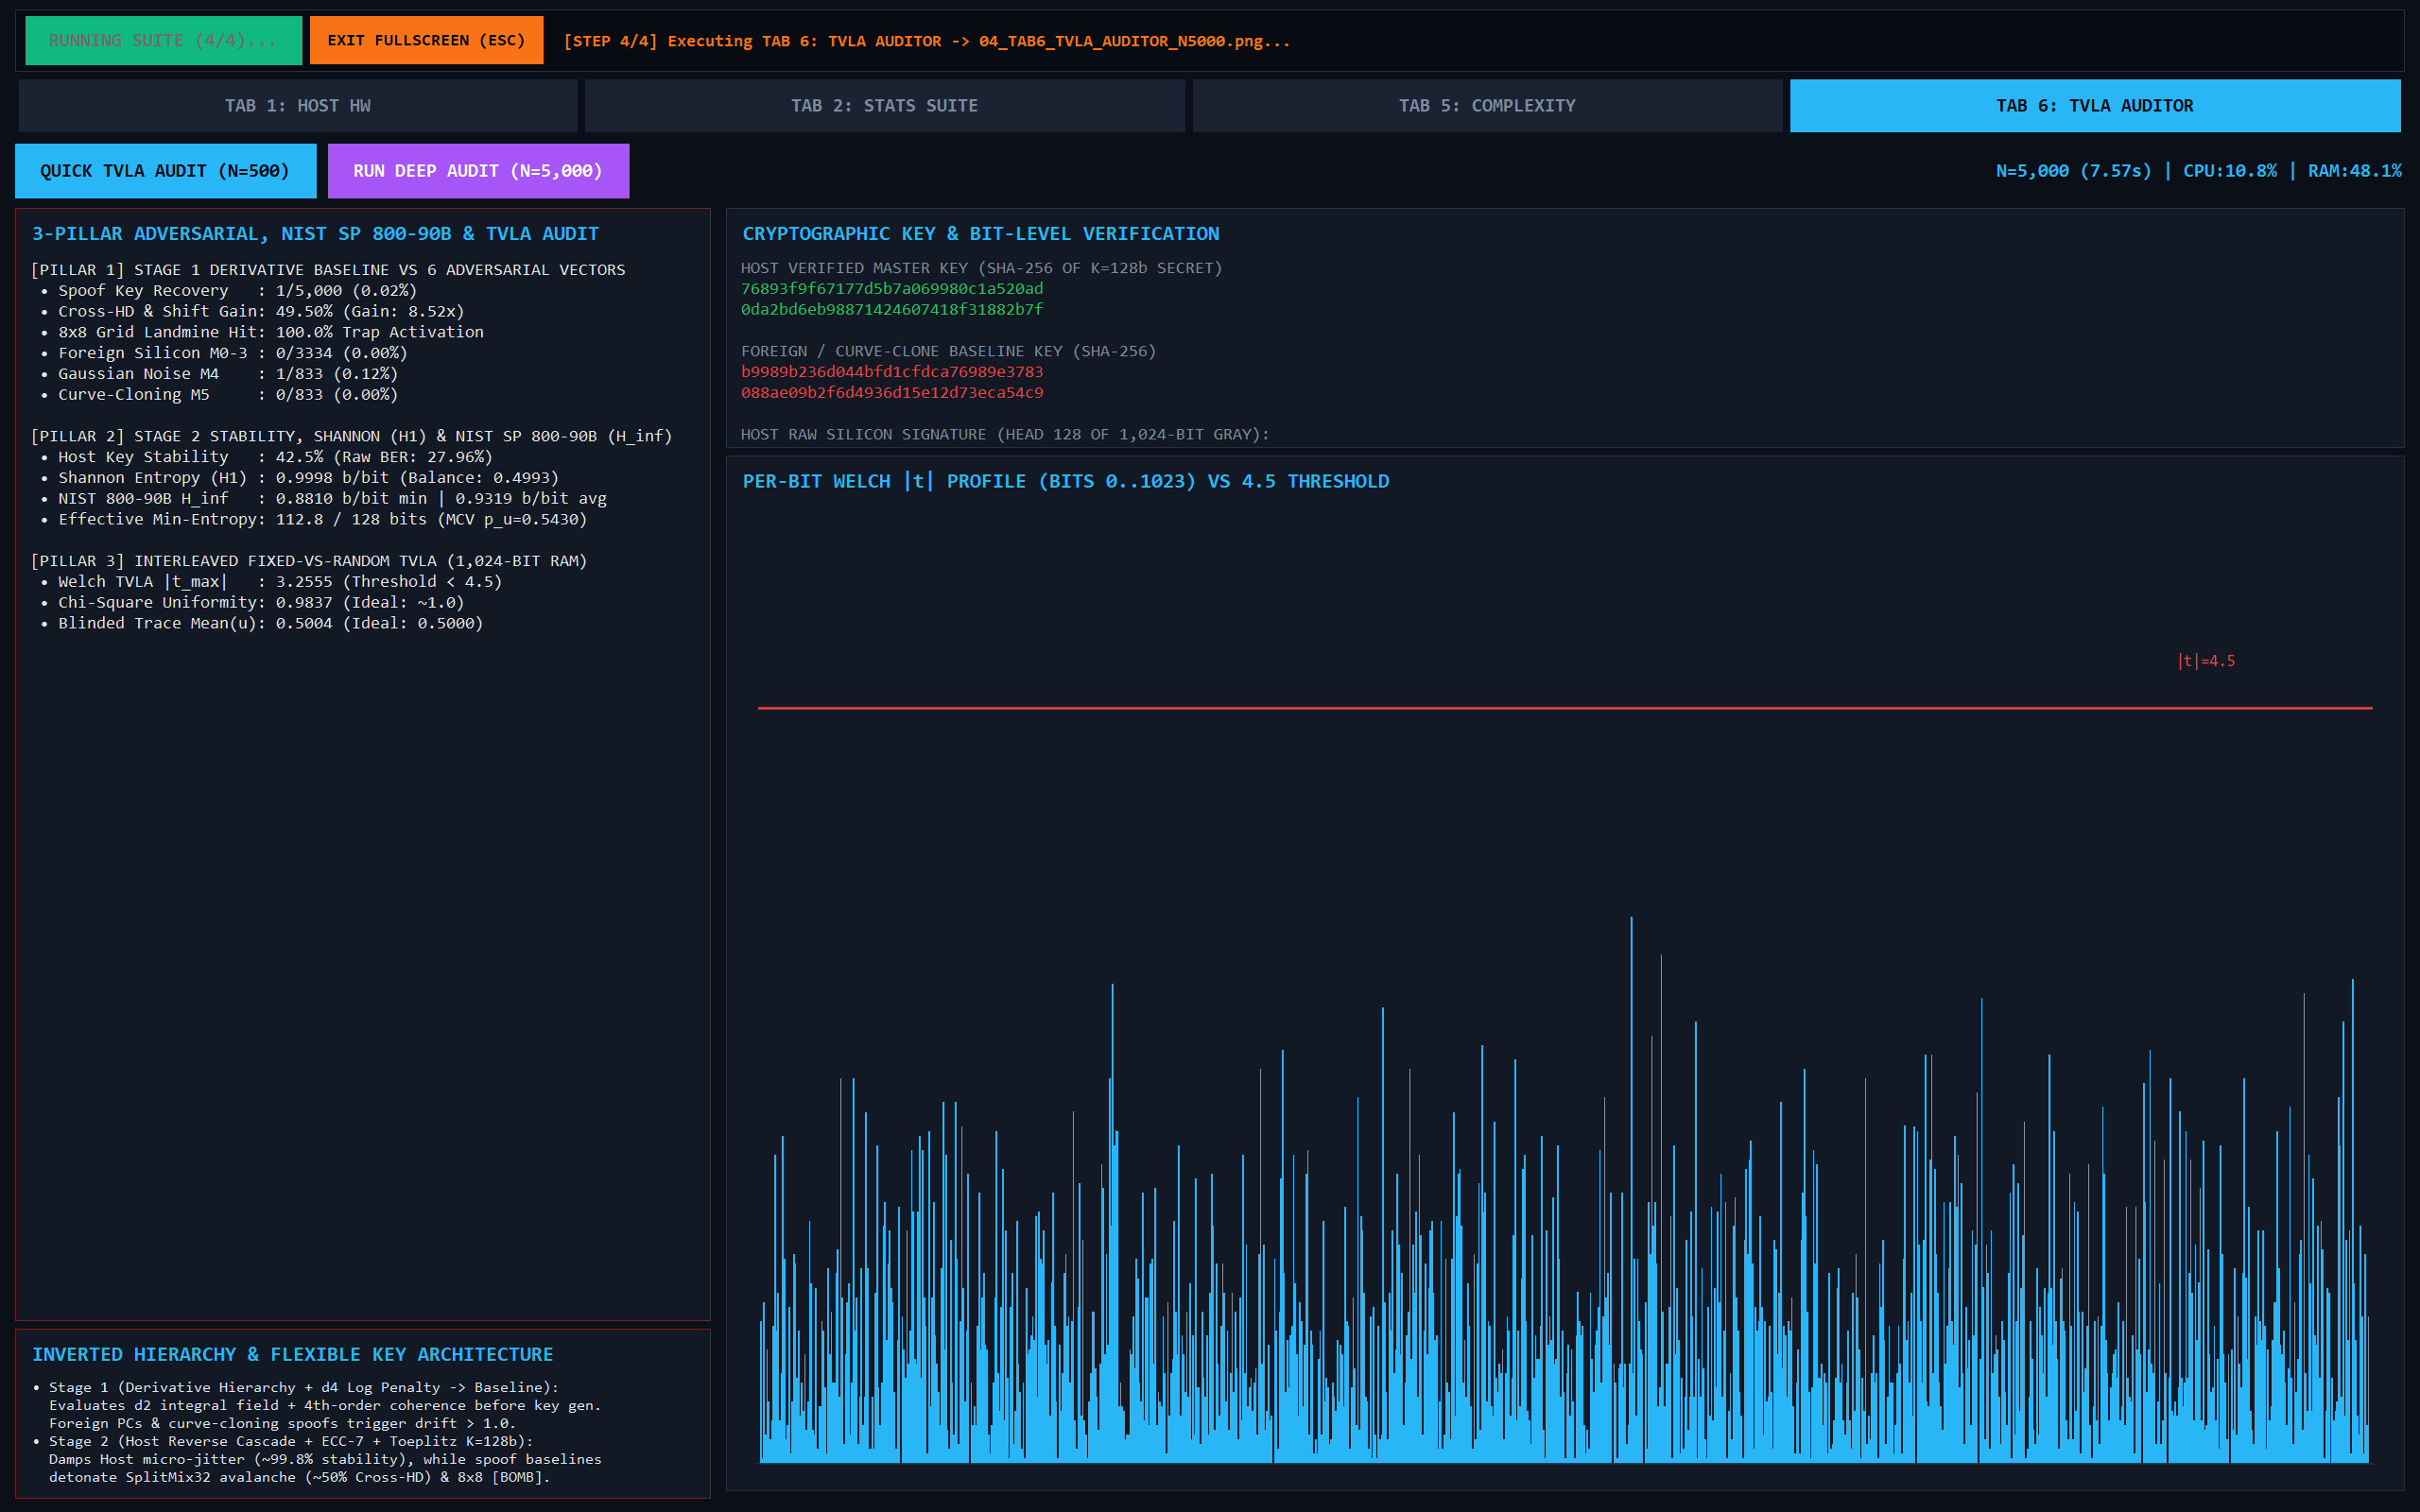 RUNNING SUITE (4/4)...
EXIT FULLSCREEN (ESC)
[STEP 4/4] Executing TAB 6: TVLA AUDITOR -> 04_TAB6_TVLA_AUDITOR_N5000.png...
TAB 1: HOST HW
TAB 2: STATS SUITE
TAB 5: COMPLEXITY
TAB 6: TVLA AUDITOR
QUICK TVLA AUDIT (N=500)
RUN DEEP AUDIT (N=5,000)
N=5,000 (7.57s) | CPU:10.8% | RAM:48.1%
3-PILLAR ADVERSARIAL, NIST SP 800-90B & TVLA AUDIT
[PILLAR 1] STAGE 1 DERIVATIVE BASELINE VS 6 ADVERSARIAL VECTORS
• Spoof Key Recovery   : 1/5,000 (0.02%)
• Cross-HD & Shift Gain: 49.50% (Gain: 8.52x)
• 8x8 Grid Landmine Hit: 100.0% Trap Activation
• Foreign Silicon M0-3 : 0/3334 (0.00%)
• Gaussian Noise M4    : 1/833 (0.12%)
• Curve-Cloning M5     : 0/833 (0.00%)
[PILLAR 2] STAGE 2 STABILITY, SHANNON (H1) & NIST SP 800-90B (H_inf)
• Host Key Stability   : 42.5% (Raw BER: 27.96%)
• Shannon Entropy (H1) : 0.9998 b/bit (Balance: 0.4993)
• NIST 800-90B H_inf   : 0.8810 b/bit min | 0.9319 b/bit avg
• Effective Min-Entropy: 112.8 / 128 bits (MCV p_u=0.5430)
[PILLAR 3] INTERLEAVED FIXED-VS-RANDOM TVLA (1,024-BIT RAM)
• Welch TVLA |t_max|   : 3.2555 (Threshold < 4.5)
• Chi-Square Uniformity: 0.9837 (Ideal: ~1.0)
• Blinded Trace Mean(u): 0.5004 (Ideal: 0.5000)
INVERTED HIERARCHY & FLEXIBLE KEY ARCHITECTURE
• Stage 1 (Derivative Hierarchy + d4 Log Penalty -> Baseline):
Evaluates d2 integral field + 4th-order coherence before key gen.
Foreign PCs & curve-cloning spoofs trigger drift > 1.0.
• Stage 2 (Host Reverse Cascade + ECC-7 + Toeplitz K=128b):
Damps Host micro-jitter (~99.8% stability), while spoof baselines
detonate SplitMix32 avalanche (~50% Cross-HD) & 8x8 [BOMB].
CRYPTOGRAPHIC KEY & BIT-LEVEL VERIFICATION
HOST VERIFIED MASTER KEY (SHA-256 OF K=128b SECRET)
76893f9f67177d5b7a069980c1a520ad
0da2bd6eb98871424607418f31882b7f
FOREIGN / CURVE-CLONE BASELINE KEY (SHA-256)
b9989b236d044bfd1cfdca76989e3783
088ae09b2f6d4936d15e12d73eca54c9
HOST RAW SILICON SIGNATURE (HEAD 128 OF 1,024-BIT GRAY):
PER-BIT WELCH |t| PROFILE (BITS 0..1023) VS 4.5 THRESHOLD
|t|=4.5